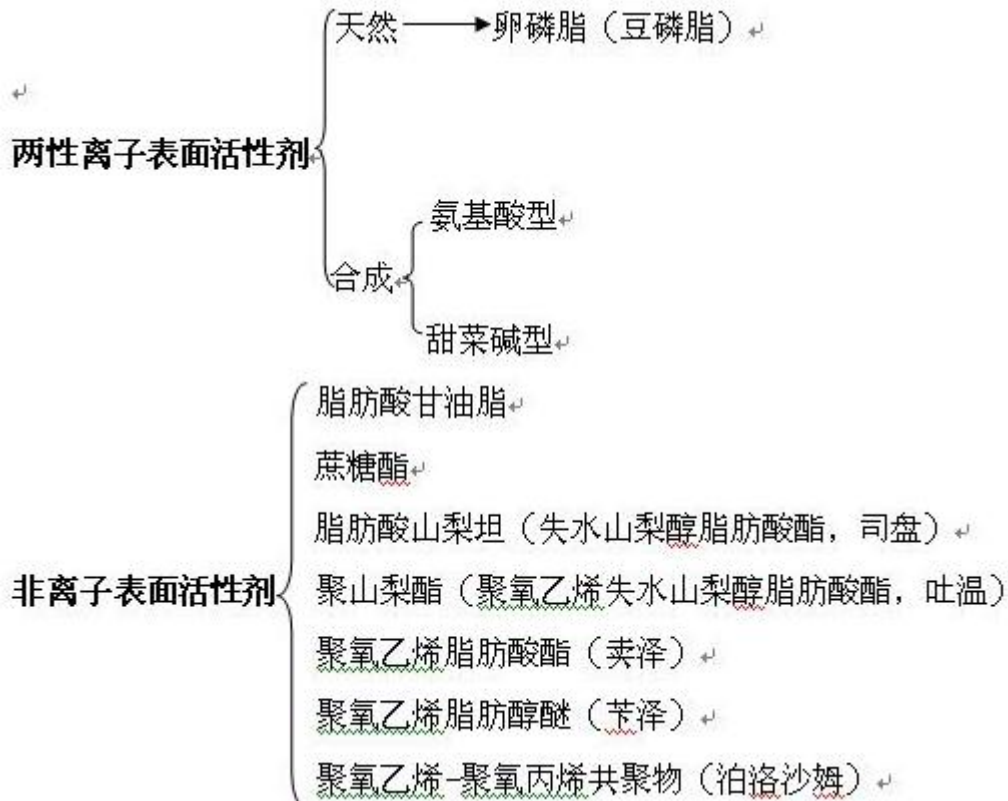 天然 卵磷脂（豆磷脂）
两性离子表面活性剂
氨基酸型
合成
甜菜碱型
脂肪酸甘油脂
蔗糖酯
脂肪酸山梨坦（失水山梨醇脂肪酸酯，司盘）
非离子表面活性剂
聚山梨酯（聚氧乙烯失水山梨醇脂肪酸酯，吐温）
聚氧乙烯脂肪酸酯（卖泽）
聚氧乙烯脂肪醇醚（苄泽）
聚氧乙烯-聚氧丙烯共聚物（泊洛沙姆）